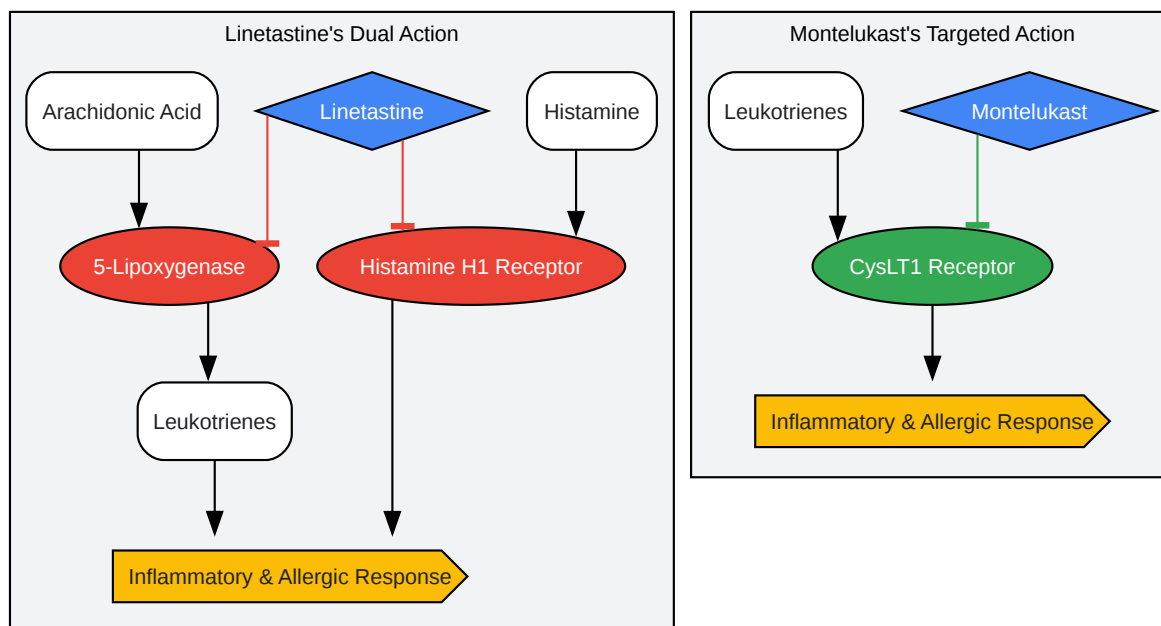 Linetastine's Dual Action
Arachidonic Acid
Linetastine
Histamine
5-Lipoxygenase
Histamine H1 Receptor
Leukotrienes
Inflammatory & Allergic Response
Montelukast's Targeted Action
Leukotrienes
Montelukast
CysLT1 Receptor
Inflammatory & Allergic Response